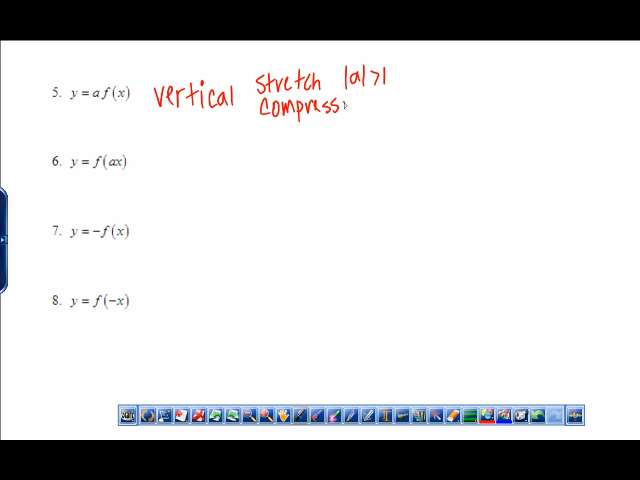 5. y = a f(x) vertical stretch |a|>1
compress
6. y = f(ax)
7. y = -f(x)
8. y = f(-x)